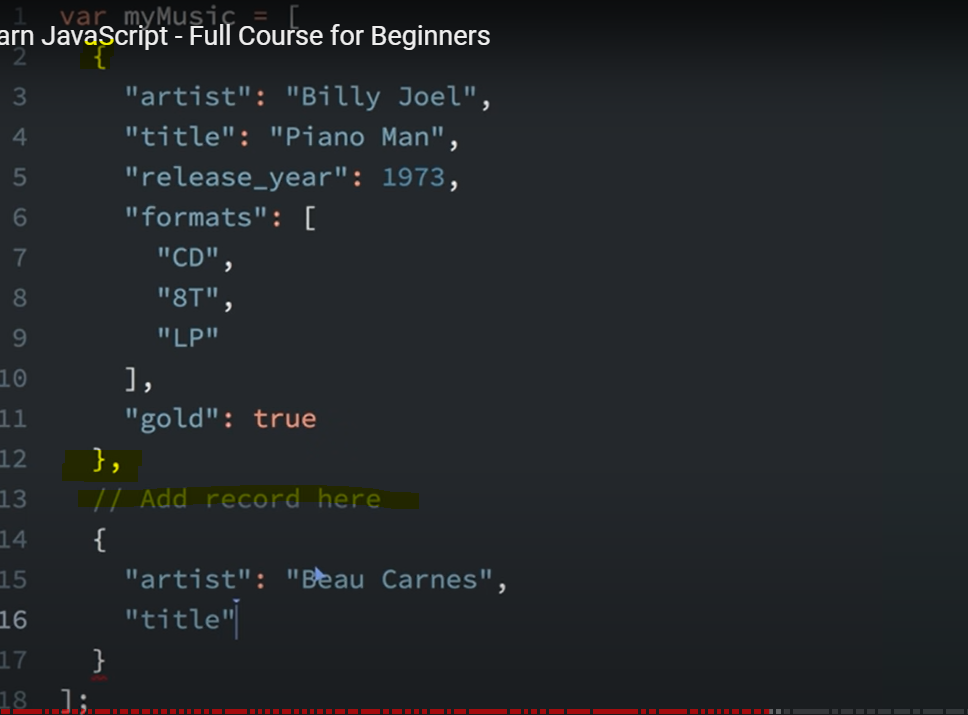 1 var myMusic = [
arn JavaScript - Full Course for Beginners
2 {
3 "artist": "Billy Joel",
4 "title": "Piano Man",
5 "release_year": 1973,
6 "formats": [
7 "CD",
8 "8T",
9 "LP"
10 ],
11 "gold": true
12 },
13 // Add record here
14 {
15 "artist": "Beau Carnes",
16 "title"
17 }
18 ];